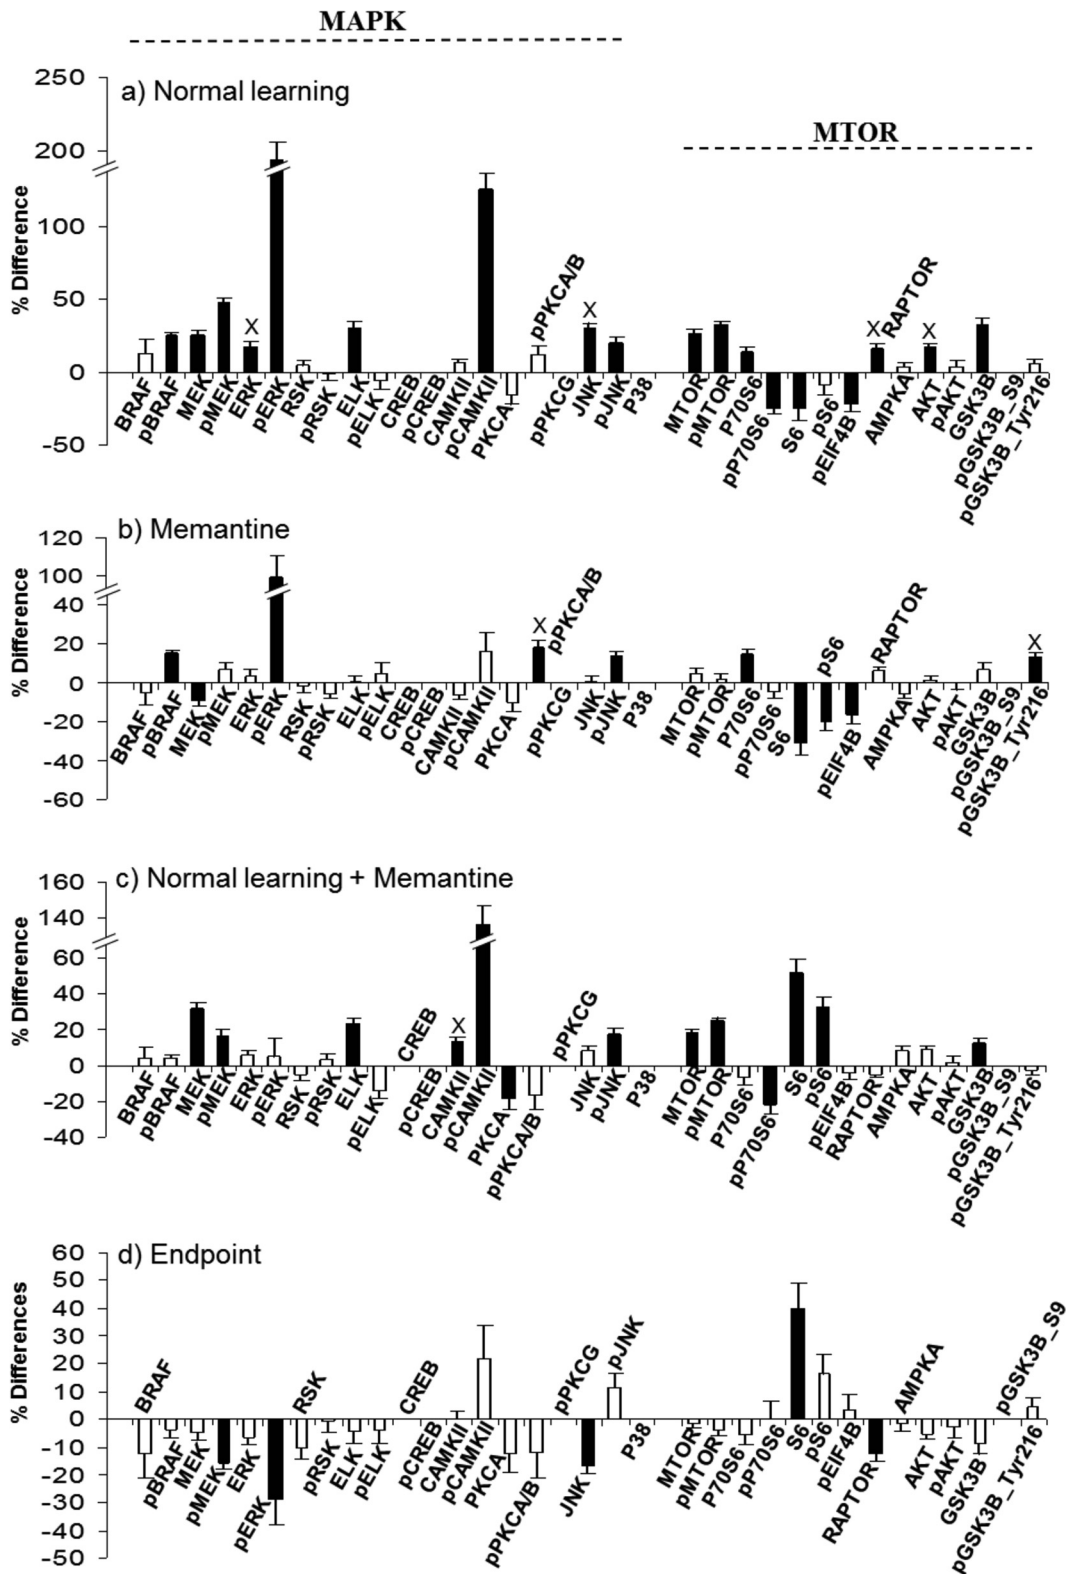 MAPK
a) Normal learning
MTOR
% Difference
250
200
100
50
0
-50
X
X
X
X
BRAF
pBRAF
MEK
pMEK
ERK
pERK
RSK
pRSK
ELK
pELK
CREB
pCREB
CAMKII
pCAMKII
PKCA
pPKCA/B
pPKCG
JNK
pJNK
P38
MTOR
pMTOR
P70S6
pP70S6
S6
pS6
pEIF4B
RAPTOR
AMPKA
AKT
pAKT
GSK3B
pGSK3B_S9
pGSK3B_Tyr216
b) Memantine
% Difference
120
100
40
20
0
-20
-40
-60
X
X
BRAF
pBRAF
MEK
pMEK
ERK
pERK
RSK
pRSK
ELK
pELK
CREB
pCREB
CAMKII
pCAMKII
PKCA
pPKCA/B
pPKCG
JNK
pJNK
P38
MTOR
pMTOR
P70S6
pP70S6
S6
pS6
pEIF4B
RAPTOR
AMPKA
AKT
pAKT
GSK3B
pGSK3B_S9
pGSK3B_Tyr216
c) Normal learning + Memantine
% Difference
160
140
60
40
20
0
-20
-40
X
BRAF
pBRAF
MEK
pMEK
ERK
pERK
RSK
pRSK
ELK
pELK
CREB
pCREB
CAMKII
pCAMKII
PKCA
pPKCA/B
pPKCG
JNK
pJNK
P38
MTOR
pMTOR
P70S6
pP70S6
S6
pS6
pEIF4B
RAPTOR
AMPKA
AKT
pAKT
GSK3B
pGSK3B_S9
pGSK3B_Tyr216
d) Endpoint
% Differences
60
50
40
30
20
10
0
-10
-20
-30
-40
-50
BRAF
pBRAF
MEK
pMEK
ERK
pERK
RSK
pRSK
ELK
pELK
CREB
pCREB
CAMKII
pCAMKII
PKCA
pPKCA/B
pPKCG
JNK
pJNK
P38
MTOR
pMTOR
P70S6
pP70S6
S6
pS6
pEIF4B
RAPTOR
AMPKA
AKT
pAKT
GSK3B
pGSK3B_S9
pGSK3B_Tyr216